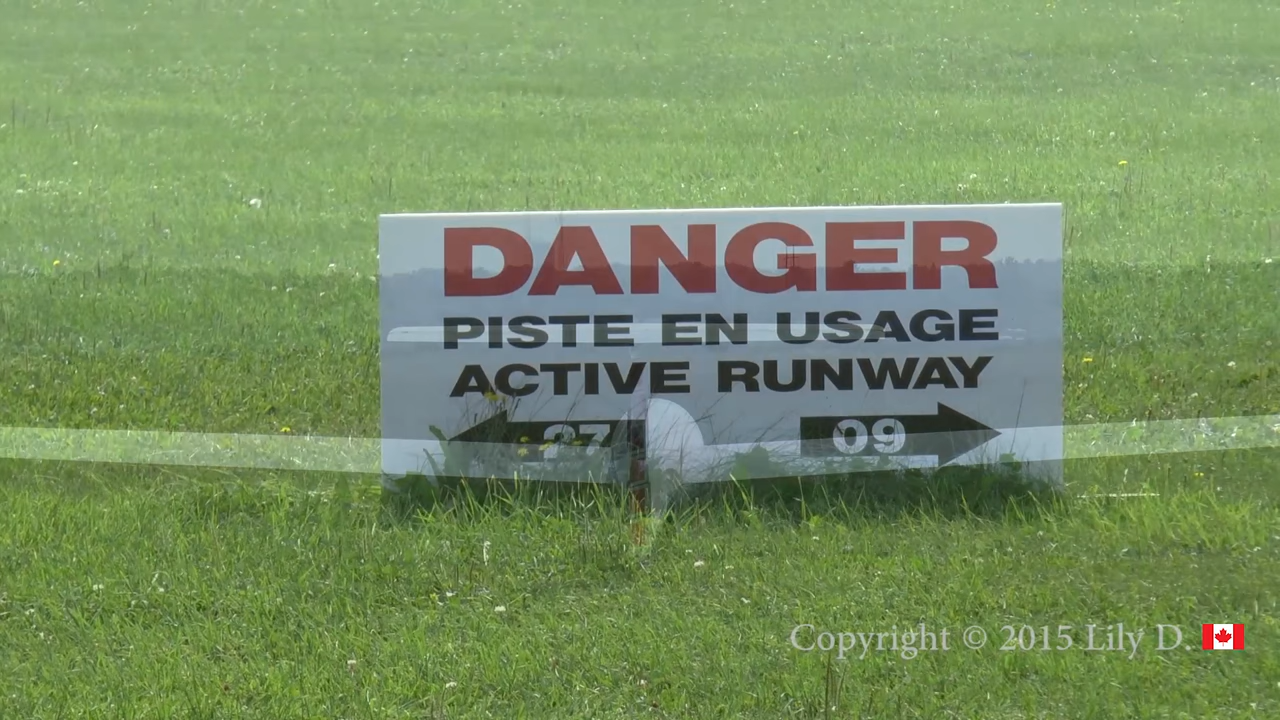 DANGER
PISTE EN USAGE
ACTIVE RUNWAY
27 09
Copyright © 2015 Lily D.